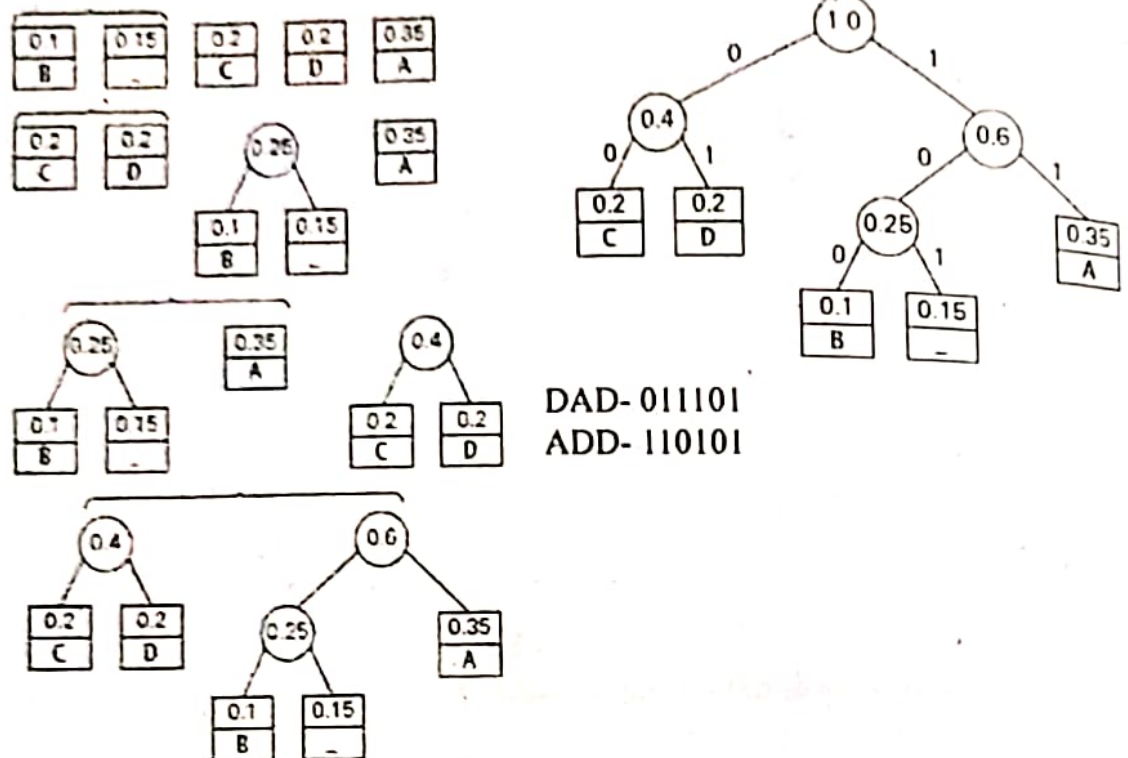 0.1 0.15 0.2 0.2 0.35
B _ C D A
0.2 0.2 0.25 0.35
C D A
0.1 0.15
B _
0.25 0.35 0.4
A
0.1 0.15 0.2 0.2
B _ C D
0.4 0.6
0.2 0.2 0.25 0.35
C D A
0.1 0.15
B _
1 0
0 1
0.4 0.6
0 1 0 1
0.2 0.2 0.25 0.35
C D A
0 1
0.1 0.15
B _
DAD- 011101
ADD- 110101